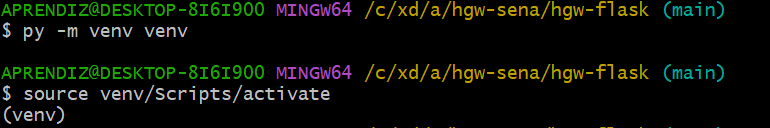 APRENDIZ@DESKTOP-8I6I900 MINGW64 /c/xd/a/hgw-sena/hgw-flask (main)
$ py -m venv venv
APRENDIZ@DESKTOP-8I6I900 MINGW64 /c/xd/a/hgw-sena/hgw-flask (main)
$ source venv/Scripts/activate
(venv)